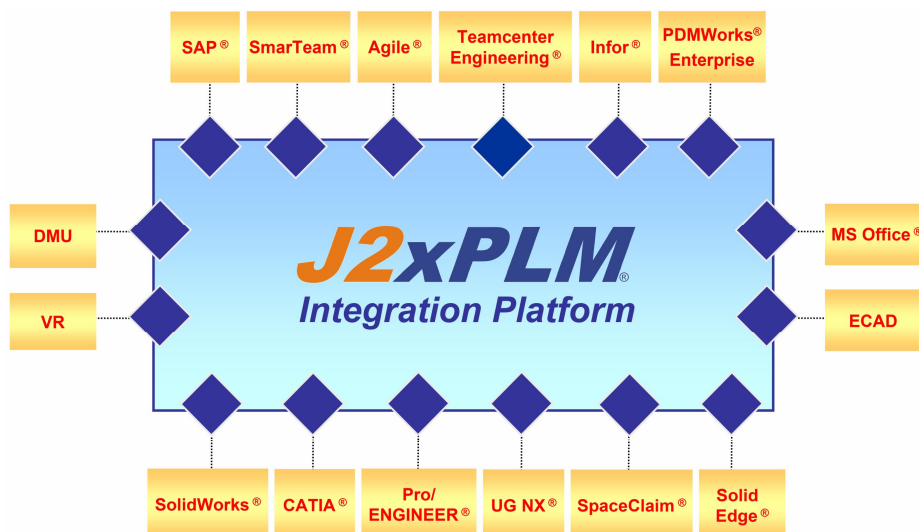 SAP®
SmarTeam®
Agile®
Teamcenter
Engineering®
Infor®
PDMWorks®
Enterprise
DMU
MS Office®
J2xPLM®
Integration Platform
VR
ECAD
SolidWorks®
CATIA®
Pro/
ENGINEER®
UG NX®
SpaceClaim®
Solid
Edge®